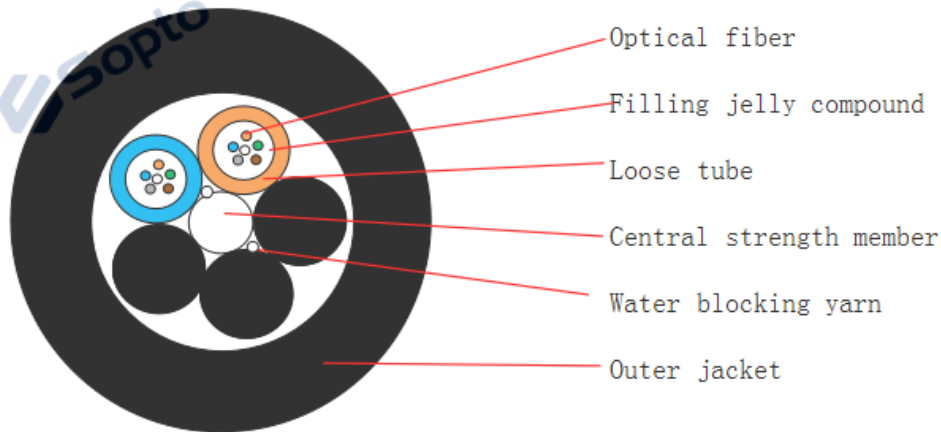 Sopto
Optical fiber
Filling jelly compound
Loose tube
Central strength member
Water blocking yarn
Outer jacket